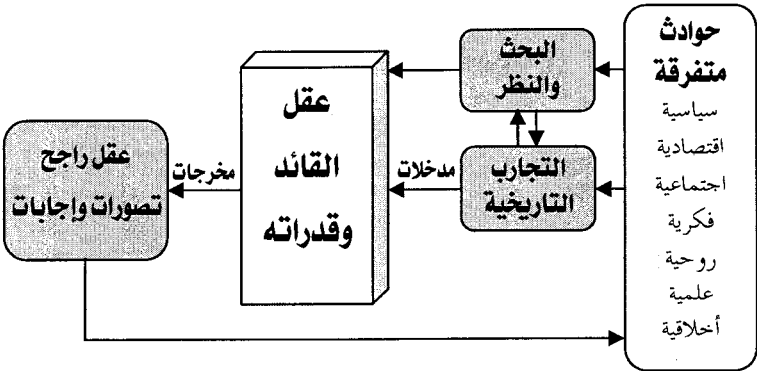 حوادث
متفرقة
سياسية
اقتصادية
اجتماعية
فكرية
روحية
علمية
أخلاقية
البحث
والنظر
التجارب
التاريخية
مدخلات
عقل
القائد
وقدراته
مخرجات
عقل راجح
تصورات وإجابات